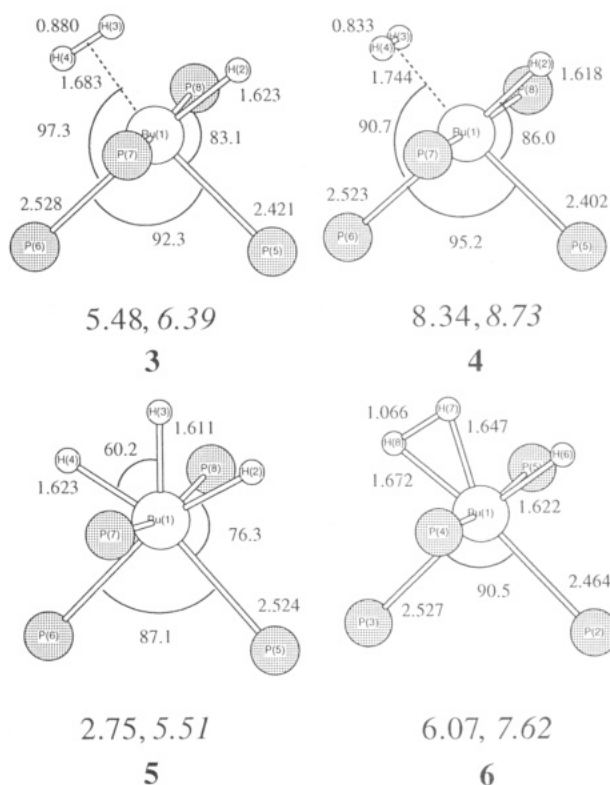 0.880
H(3)
H(4)
1.683
P(8)
H(2)
1.623
Ru(1)
97.3
83.1
P(7)
2.528
2.421
P(6)
92.3
P(5)
5.48, 6.39
3
0.833
H(3)
H(4)
1.744
H(2)
P(8)
1.618
Ru(1)
90.7
86.0
P(7)
2.523
2.402
P(6)
95.2
P(5)
8.34, 8.73
4
H(3)
1.611
60.2
H(4)
P(8)
H(2)
1.623
Ru(1)
P(7)
76.3
2.524
P(6)
87.1
P(5)
2.75, 5.51
5
H(7)
1.066
1.647
H(8)
H(6)
P(5)
1.672
1.622
Ru(1)
P(4)
90.5
2.464
2.527
P(3)
P(2)
6.07, 7.62
6